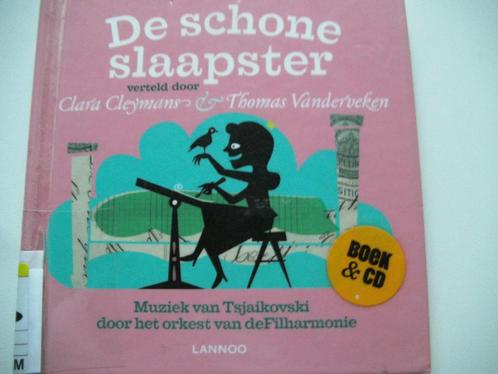 De schone
slaapster
verteld door
Clara Cleymans & Thomas Vanderveken
BOEK
& CD
Muziek van Tsjaikovski
door het orkest van deFilharmonie
LANNOO
M